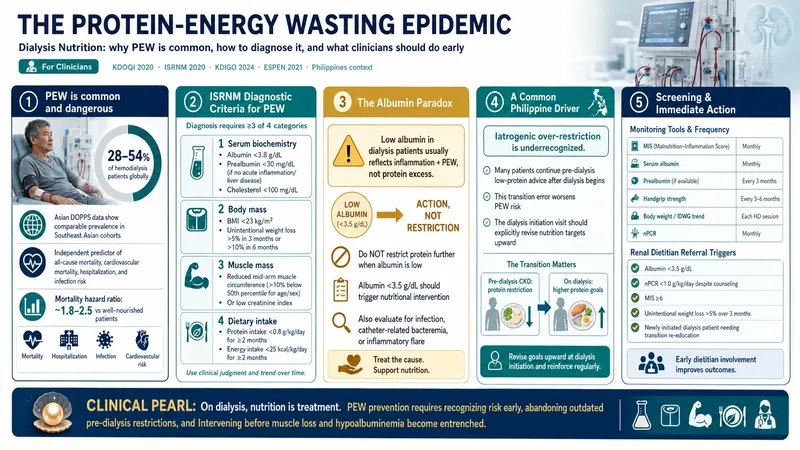 THE PROTEIN-ENERGY WASTING EPIDEMIC
Dialysis Nutrition: why PEW is common, how to diagnose it, and what clinicians should do early
For Clinicians
KDOQI 2020 · ISRNM 2020 · KDIGO 2024 · ESPEN 2021 · Philippines context
1
PEW is common
and dangerous
28–54%
of hemodialysis
patients globally
Asian DOPPS data show
comparable prevalence in
Southeast Asian cohorts
Independent predictor of
all-cause mortality, cardiovascular
mortality, hospitalization, and
infection risk
Mortality hazard ratio:
~1.8–2.5 vs well-nourished
patients
Mortality
Hospitalization
Infection
Cardiovascular
risk
2
ISRNM Diagnostic
Criteria for PEW
Diagnosis requires ≥3 of 4 categories
1 Serum biochemistry
• Albumin <3.8 g/dL
• Prealbumin <30 mg/dL
(if no acute inflammation/
liver disease)
• Cholesterol <100 mg/dL
2 Body mass
• BMI <23 kg/m²
• Unintentional weight loss
>5% in 3 months or
>10% in 6 months
3 Muscle mass
• Reduced mid-arm muscle
circumference (>10% below
50th percentile for age/sex)
• Or low creatinine index
4 Dietary intake
• Protein intake <0.8 g/kg/day
for ≥2 months
• Energy intake <25 kcal/kg/day
for ≥2 months
Use clinical judgment and trend over time.
3
The Albumin Paradox
Low albumin in
dialysis patients usually
reflects inflammation + PEW,
not protein excess.
LOW
ALBUMIN
(<3.5 g/dL)
ACTION,
NOT
RESTRICTION
Do NOT restrict protein further
when albumin is low
Albumin <3.5 g/dL should
trigger nutritional intervention
Also evaluate for infection,
catheter-related bacteremia,
or inflammatory flare
Treat the cause.
Support nutrition.
4
A Common
Philippine Driver
Iatrogenic over-restriction
is underrecognized.
Many patients continue pre-dialysis
low-protein advice after dialysis begins
This transition error worsens
PEW risk
The dialysis initiation visit should
explicitly revise nutrition targets
upward
The Transition Matters
Pre-dialysis CKD:
lower protein
On dialysis:
higher protein goals
Revise goals upward at dialysis
initiation and reinforce regularly.
5
Screening &
Immediate Action
Monitoring Tools & Frequency
MIS (Malnutrition–Inflammation Score) Monthly
Serum albumin Monthly
Prealbumin (if available) Every 3 months
Handgrip strength Every 3–6 months
Body weight / IDWG trend Each HD session
nPCR Monthly
Renal Dietitian Referral Triggers
Albumin <3.5 g/dL
nPCR <1.0 g/kg/day despite counseling
MIS ≥6
Unintentional weight loss >5% over 3 months
Newly initiated dialysis patient needing
transition re-education
Early dietitian involvement
improves outcomes.
CLINICAL PEARL: On dialysis, nutrition is treatment. PEW prevention requires recognizing risk early, abandoning outdated
pre-dialysis restrictions, and Intervening before muscle loss and hypoalbuminemia become entrenched.